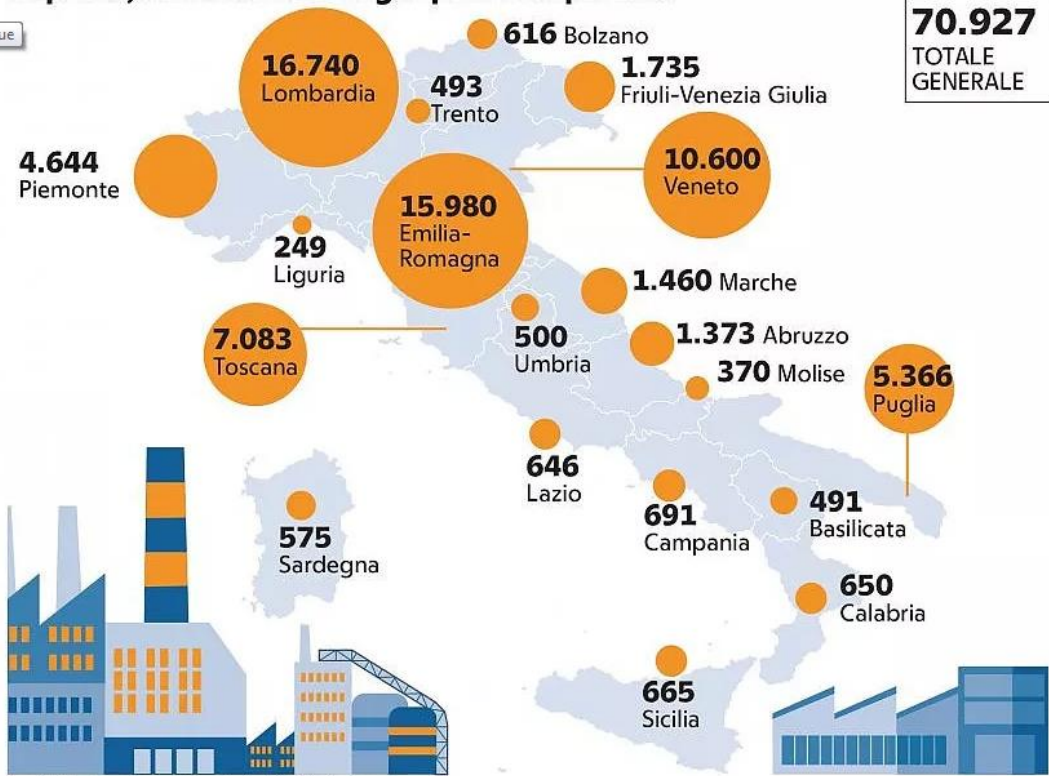 ue
70.927
TOTALE
GENERALE
616 Bolzano
16.740
Lombardia
493
Trento
1.735
Friuli-Venezia Giulia
4.644
Piemonte
10.600
Veneto
15.980
Emilia-
Romagna
249
Liguria
1.460 Marche
7.083
Toscana
500
Umbria
1.373 Abruzzo
370 Molise
5.366
Puglia
646
Lazio
575
Sardegna
691
Campania
491
Basilicata
650
Calabria
665
Sicilia